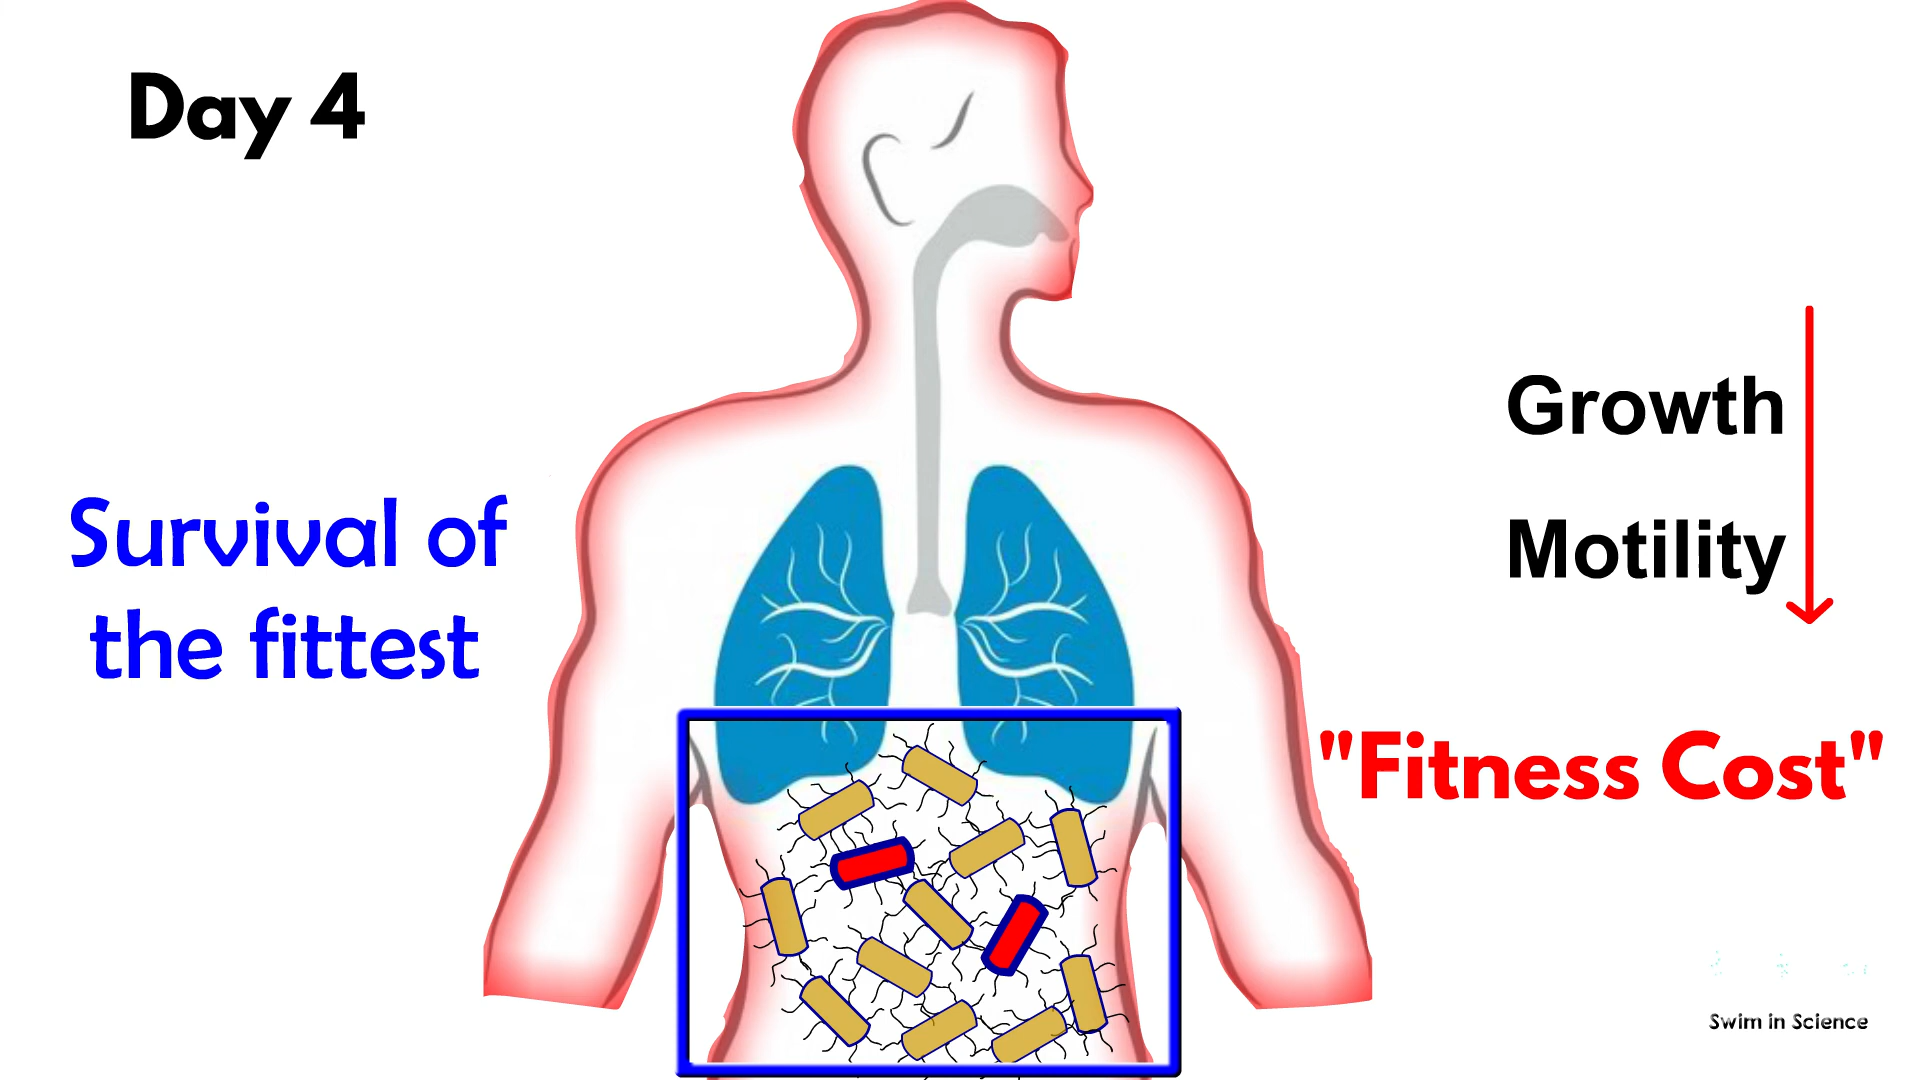 Day 4
Survival of
the fittest
Growth
Motility
"Fitness Cost"
Swim in Science